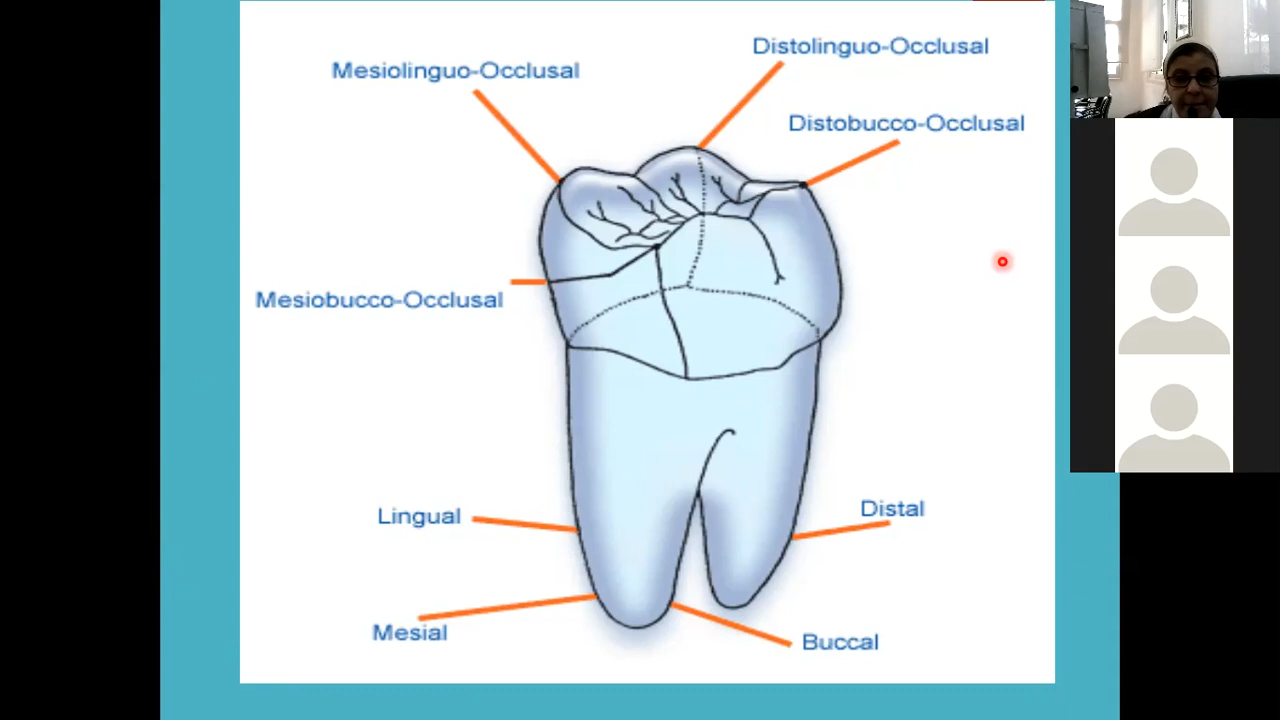 Distolinguo-Occlusal
Mesiolinguo-Occlusal
Distobucco-Occlusal
Mesiobucco-Occlusal
Lingual
Distal
Mesial
Buccal